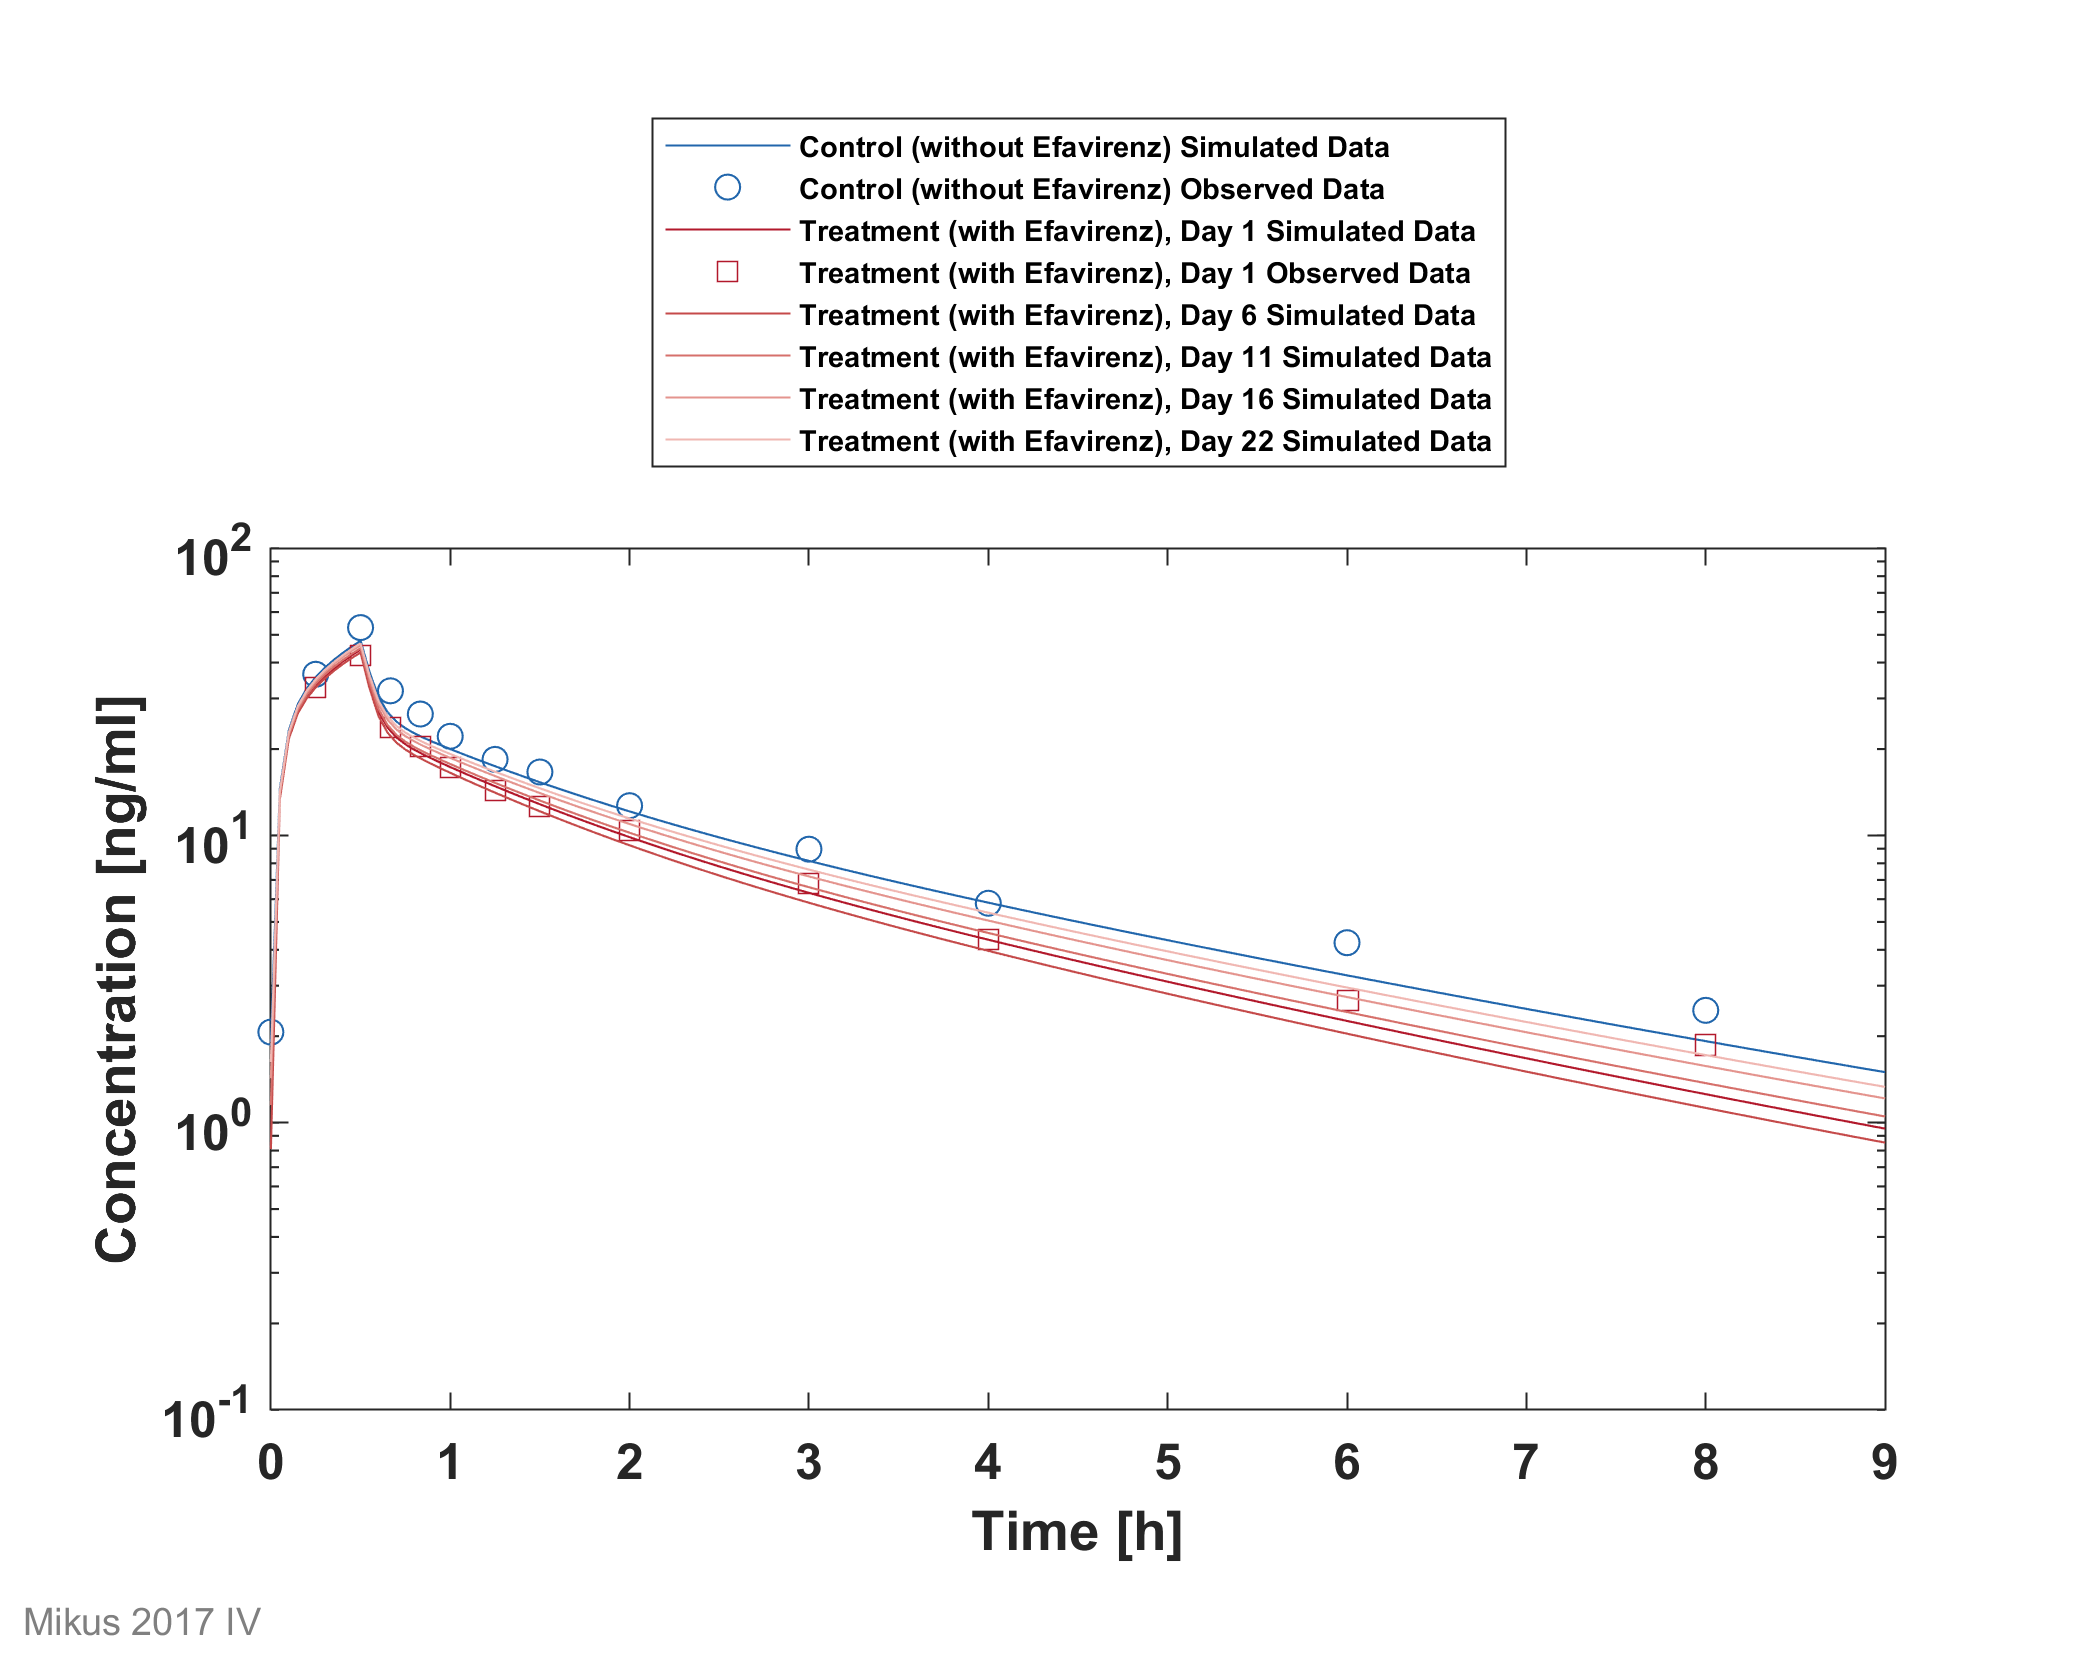 Control (without Efavirenz) Simulated Data
Control (without Efavirenz) Observed Data
Treatment (with Efavirenz), Day 1 Simulated Data
Treatment (with Efavirenz), Day 1 Observed Data
Treatment (with Efavirenz), Day 6 Simulated Data
Treatment (with Efavirenz), Day 11 Simulated Data
Treatment (with Efavirenz), Day 16 Simulated Data
Treatment (with Efavirenz), Day 22 Simulated Data
10^2
10^1
10^0
10^-1
Concentration [ng/ml]
0 1 2 3 4 5 6 7 8 9
Time [h]
Mikus 2017 IV